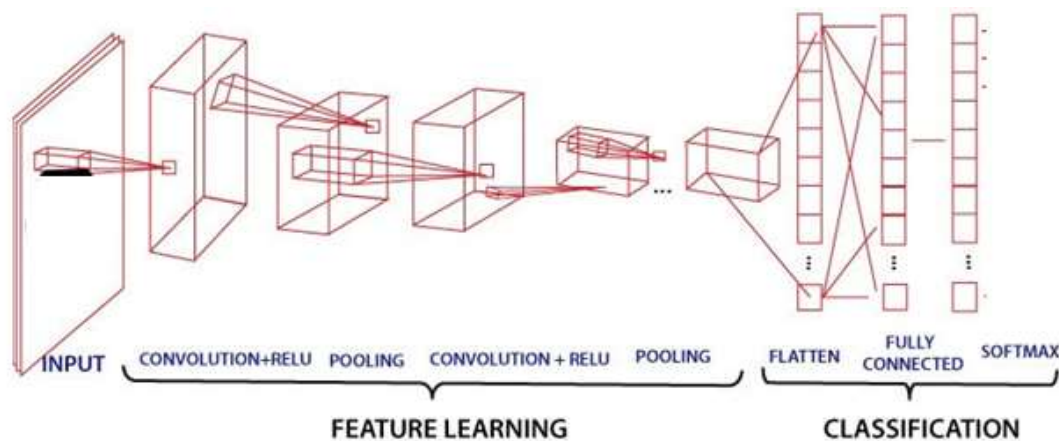 INPUT
CONVOLUTION+RELU
POOLING
CONVOLUTION + RELU
POOLING
FLATTEN
FULLY
CONNECTED
SOFTMAX
FEATURE LEARNING
CLASSIFICATION